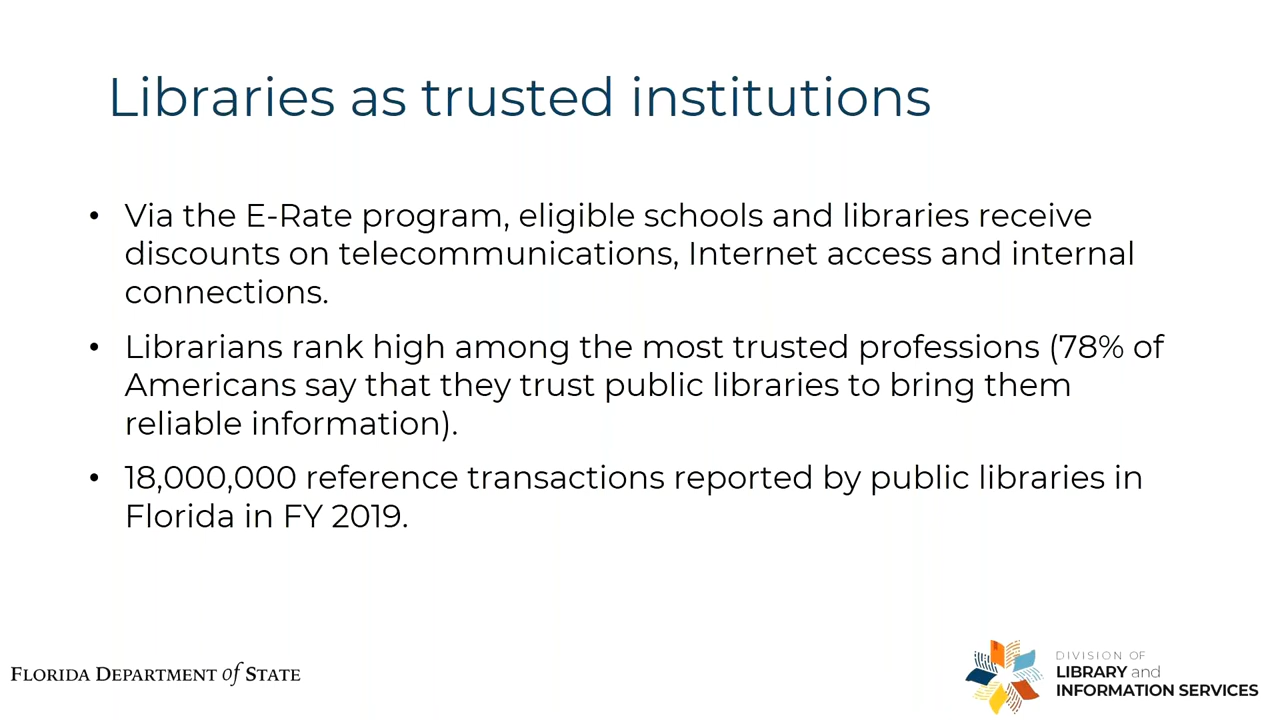 Libraries as trusted institutions
• Via the E-Rate program, eligible schools and libraries receive
discounts on telecommunications, Internet access and internal
connections.
• Librarians rank high among the most trusted professions (78% of
Americans say that they trust public libraries to bring them
reliable information).
• 18,000,000 reference transactions reported by public libraries in
Florida in FY 2019.
FLORIDA DEPARTMENT of STATE
DIVISION OF
LIBRARY and
INFORMATION SERVICES